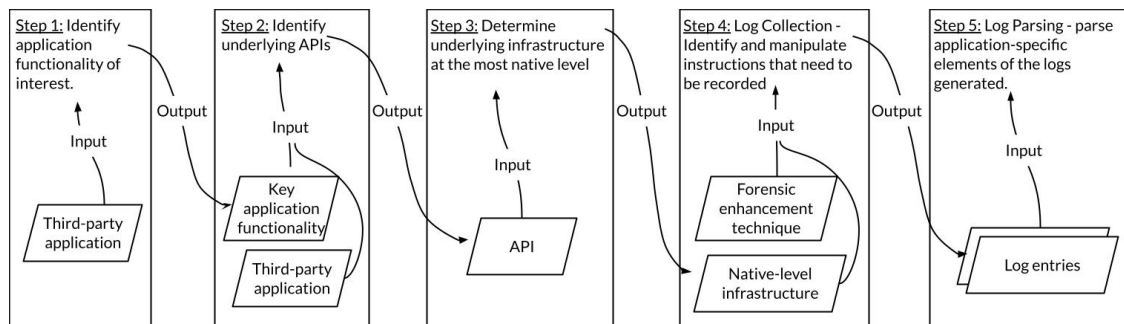 Step 1: Identify
application
functionality of
interest.
Input
Third-party
application
Output
Step 2: Identify
underlying APIs
Input
Key
application
functionality
Third-party
application
Output
Step 3: Determine
underlying infrastructure
at the most native level
Input
API
Output
Step 4: Log Collection -
Identify and manipulate
instructions that need to
be recorded
Input
Forensic
enhancement
technique
Native-level
infrastructure
Output
Step 5: Log Parsing - parse
application-specific
elements of the logs
generated.
Input
Log entries